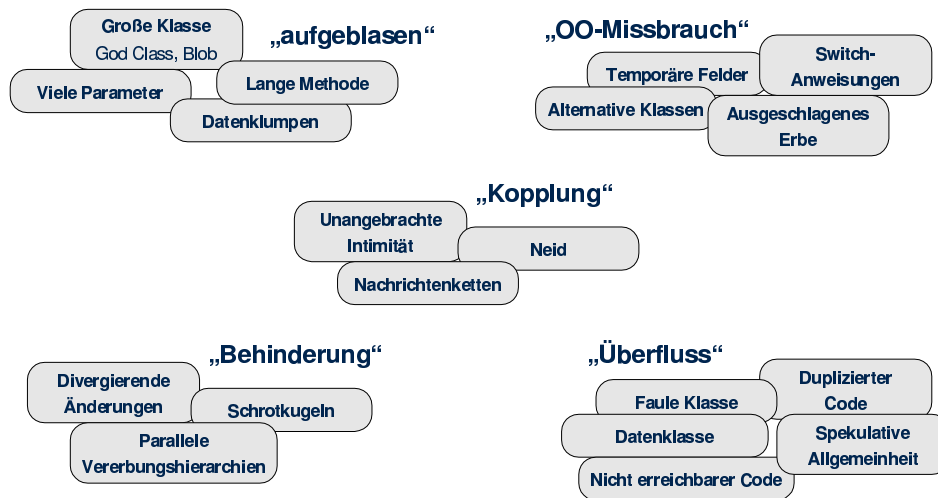 „aufgeblasen“
Große Klasse
God Class, Blob
Viele Parameter
Lange Methode
Datenklumpen
„OO-Missbrauch“
Temporäre Felder
Switch-
Anweisungen
Alternative Klassen
Ausgeschlagenes
Erbe
„Kopplung“
Unangebrachte
Intimität
Neid
Nachrichtenketten
„Behinderung“
Divergierende
Änderungen
Schrotkugeln
Parallele
Vererbungshierarchien
„Überfluss“
Faule Klasse
Duplizierter
Code
Datenklasse
Spekulative
Allgemeinheit
Nicht erreichbarer Code